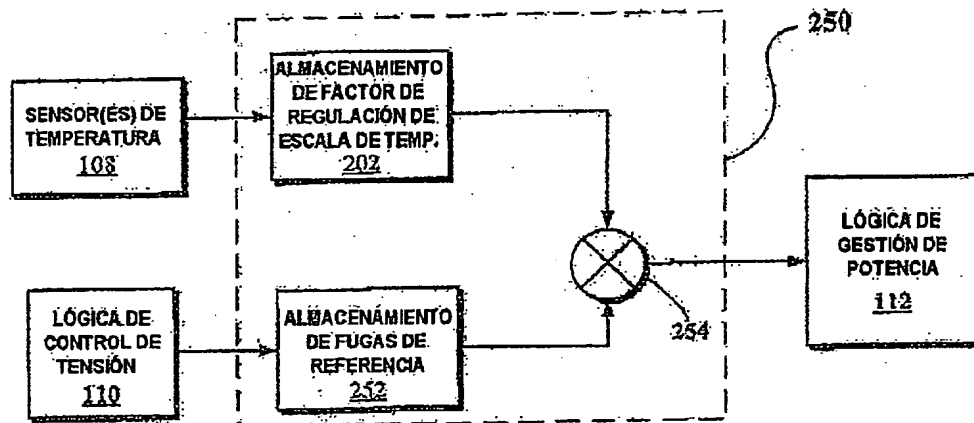 250
SENSOR(ES) DE
TEMPERATURA
108
ALMACENAMIENTO
DE FACTOR DE
REGULACIÓN DE
ESCALA DE TEMP.
202
LÓGICA DE
GESTIÓN DE
POTENCIA
112
254
LÓGICA DE
CONTROL DE
TENSIÓN
110
ALMACENAMIENTO
DE FUGAS DE
REFERENCIA
252